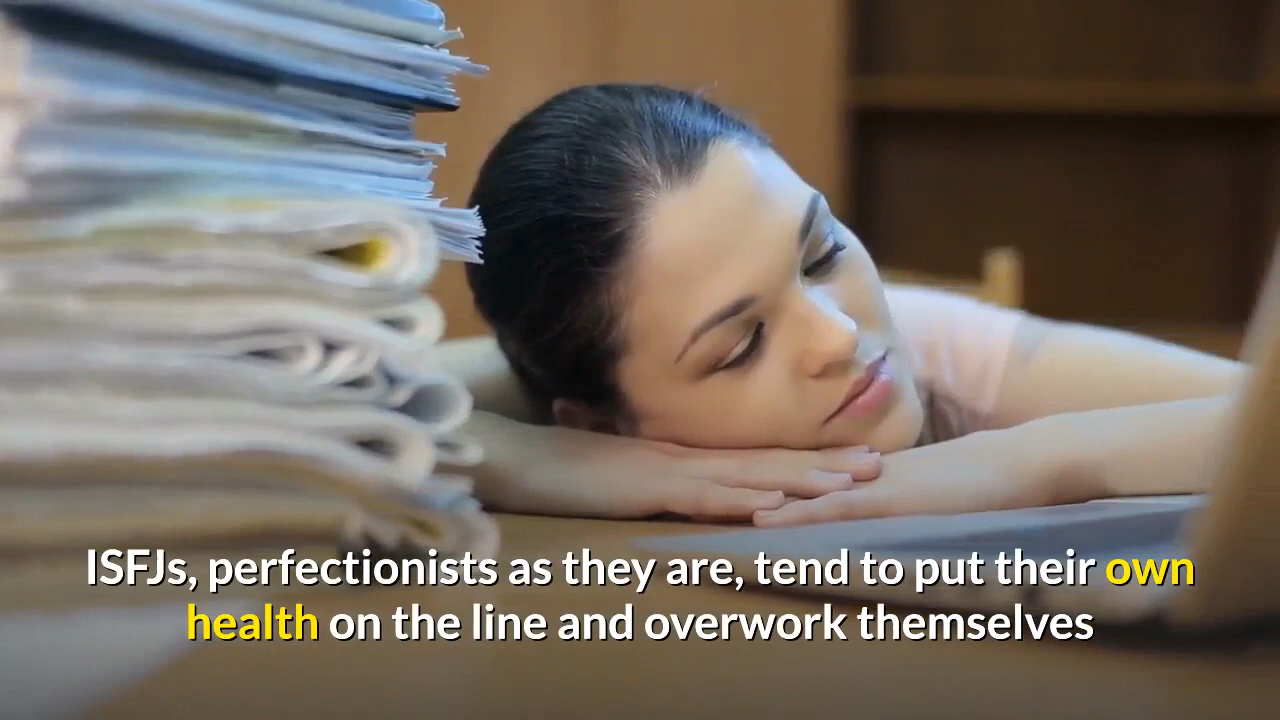 ISFJs, perfectionists as they are, tend to put their own
health on the line and overwork themselves